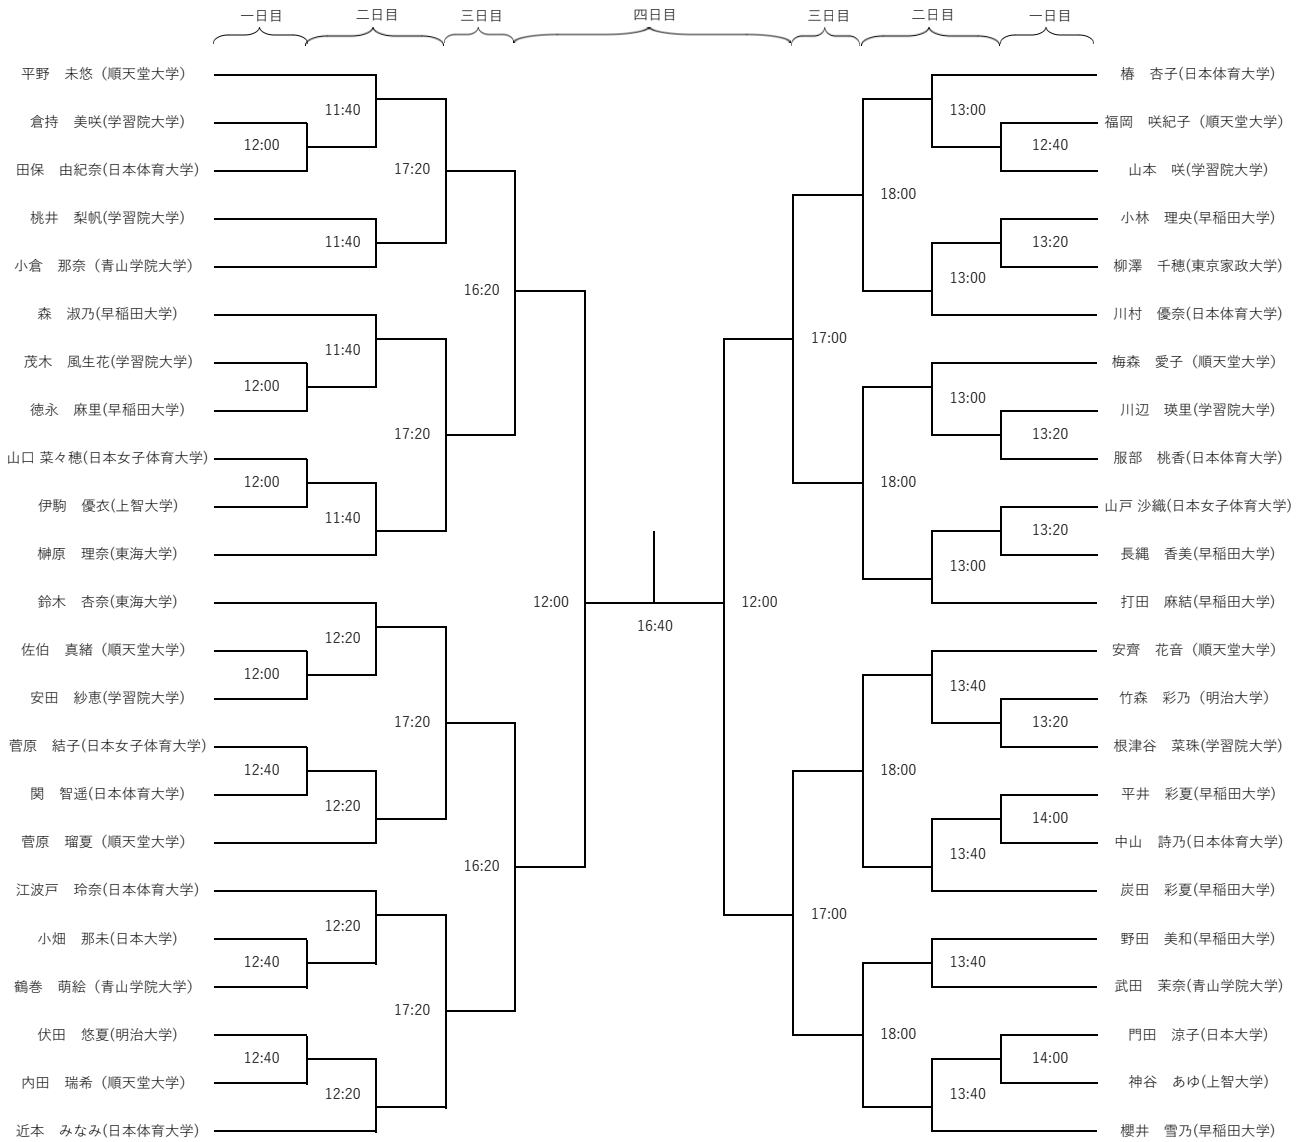 一日目 二日目 三日目 四日目 三日目 二日目 一日目
平野　未悠（順天堂大学）
倉持　美咲(学習院大学)
田保　由紀奈(日本体育大学)
桃井　梨帆(学習院大学)
小倉　那奈（青山学院大学）
森　淑乃(早稲田大学)
茂木　風生花(学習院大学)
徳永　麻里(早稲田大学)
山口 菜々穂(日本女子体育大学)
伊駒　優衣(上智大学)
榊原　理奈(東海大学)
鈴木　杏奈(東海大学)
佐伯　真緒（順天堂大学）
安田　紗恵(学習院大学)
菅原　結子(日本女子体育大学)
関　智遥(日本体育大学)
菅原　瑠夏（順天堂大学）
江波戸　玲奈(日本体育大学)
小畑　那未(日本大学)
鶴巻　萌絵（青山学院大学）
伏田　悠夏(明治大学)
内田　瑞希（順天堂大学）
近本　みなみ(日本体育大学)
12:00
12:00
12:00
12:00
12:40
12:40
12:40
11:40
11:40
11:40
11:40
12:20
12:20
12:20
12:20
17:20
17:20
17:20
17:20
16:20
16:20
12:00
16:40
12:00
17:00
17:00
18:00
18:00
18:00
18:00
13:00
13:00
13:00
13:00
13:40
13:40
13:40
13:40
12:40
13:20
13:20
13:20
13:20
14:00
14:00
椿　杏子(日本体育大学)
福岡　咲紀子（順天堂大学）
山本　咲(学習院大学)
小林　理央(早稲田大学)
柳澤　千穂(東京家政大学)
川村　優奈(日本体育大学)
梅森　愛子（順天堂大学）
川辺　瑛里(学習院大学)
服部　桃香(日本体育大学)
山戸 沙織(日本女子体育大学)
長縄　香美(早稲田大学)
打田　麻結(早稲田大学)
安齊　花音（順天堂大学）
竹森　彩乃（明治大学）
根津谷　菜珠(学習院大学)
平井　彩夏(早稲田大学)
中山　詩乃(日本体育大学)
炭田　彩夏(早稲田大学)
野田　美和(早稲田大学)
武田　茉奈(青山学院大学)
門田　涼子(日本大学)
神谷　あゆ(上智大学)
櫻井　雪乃(早稲田大学)